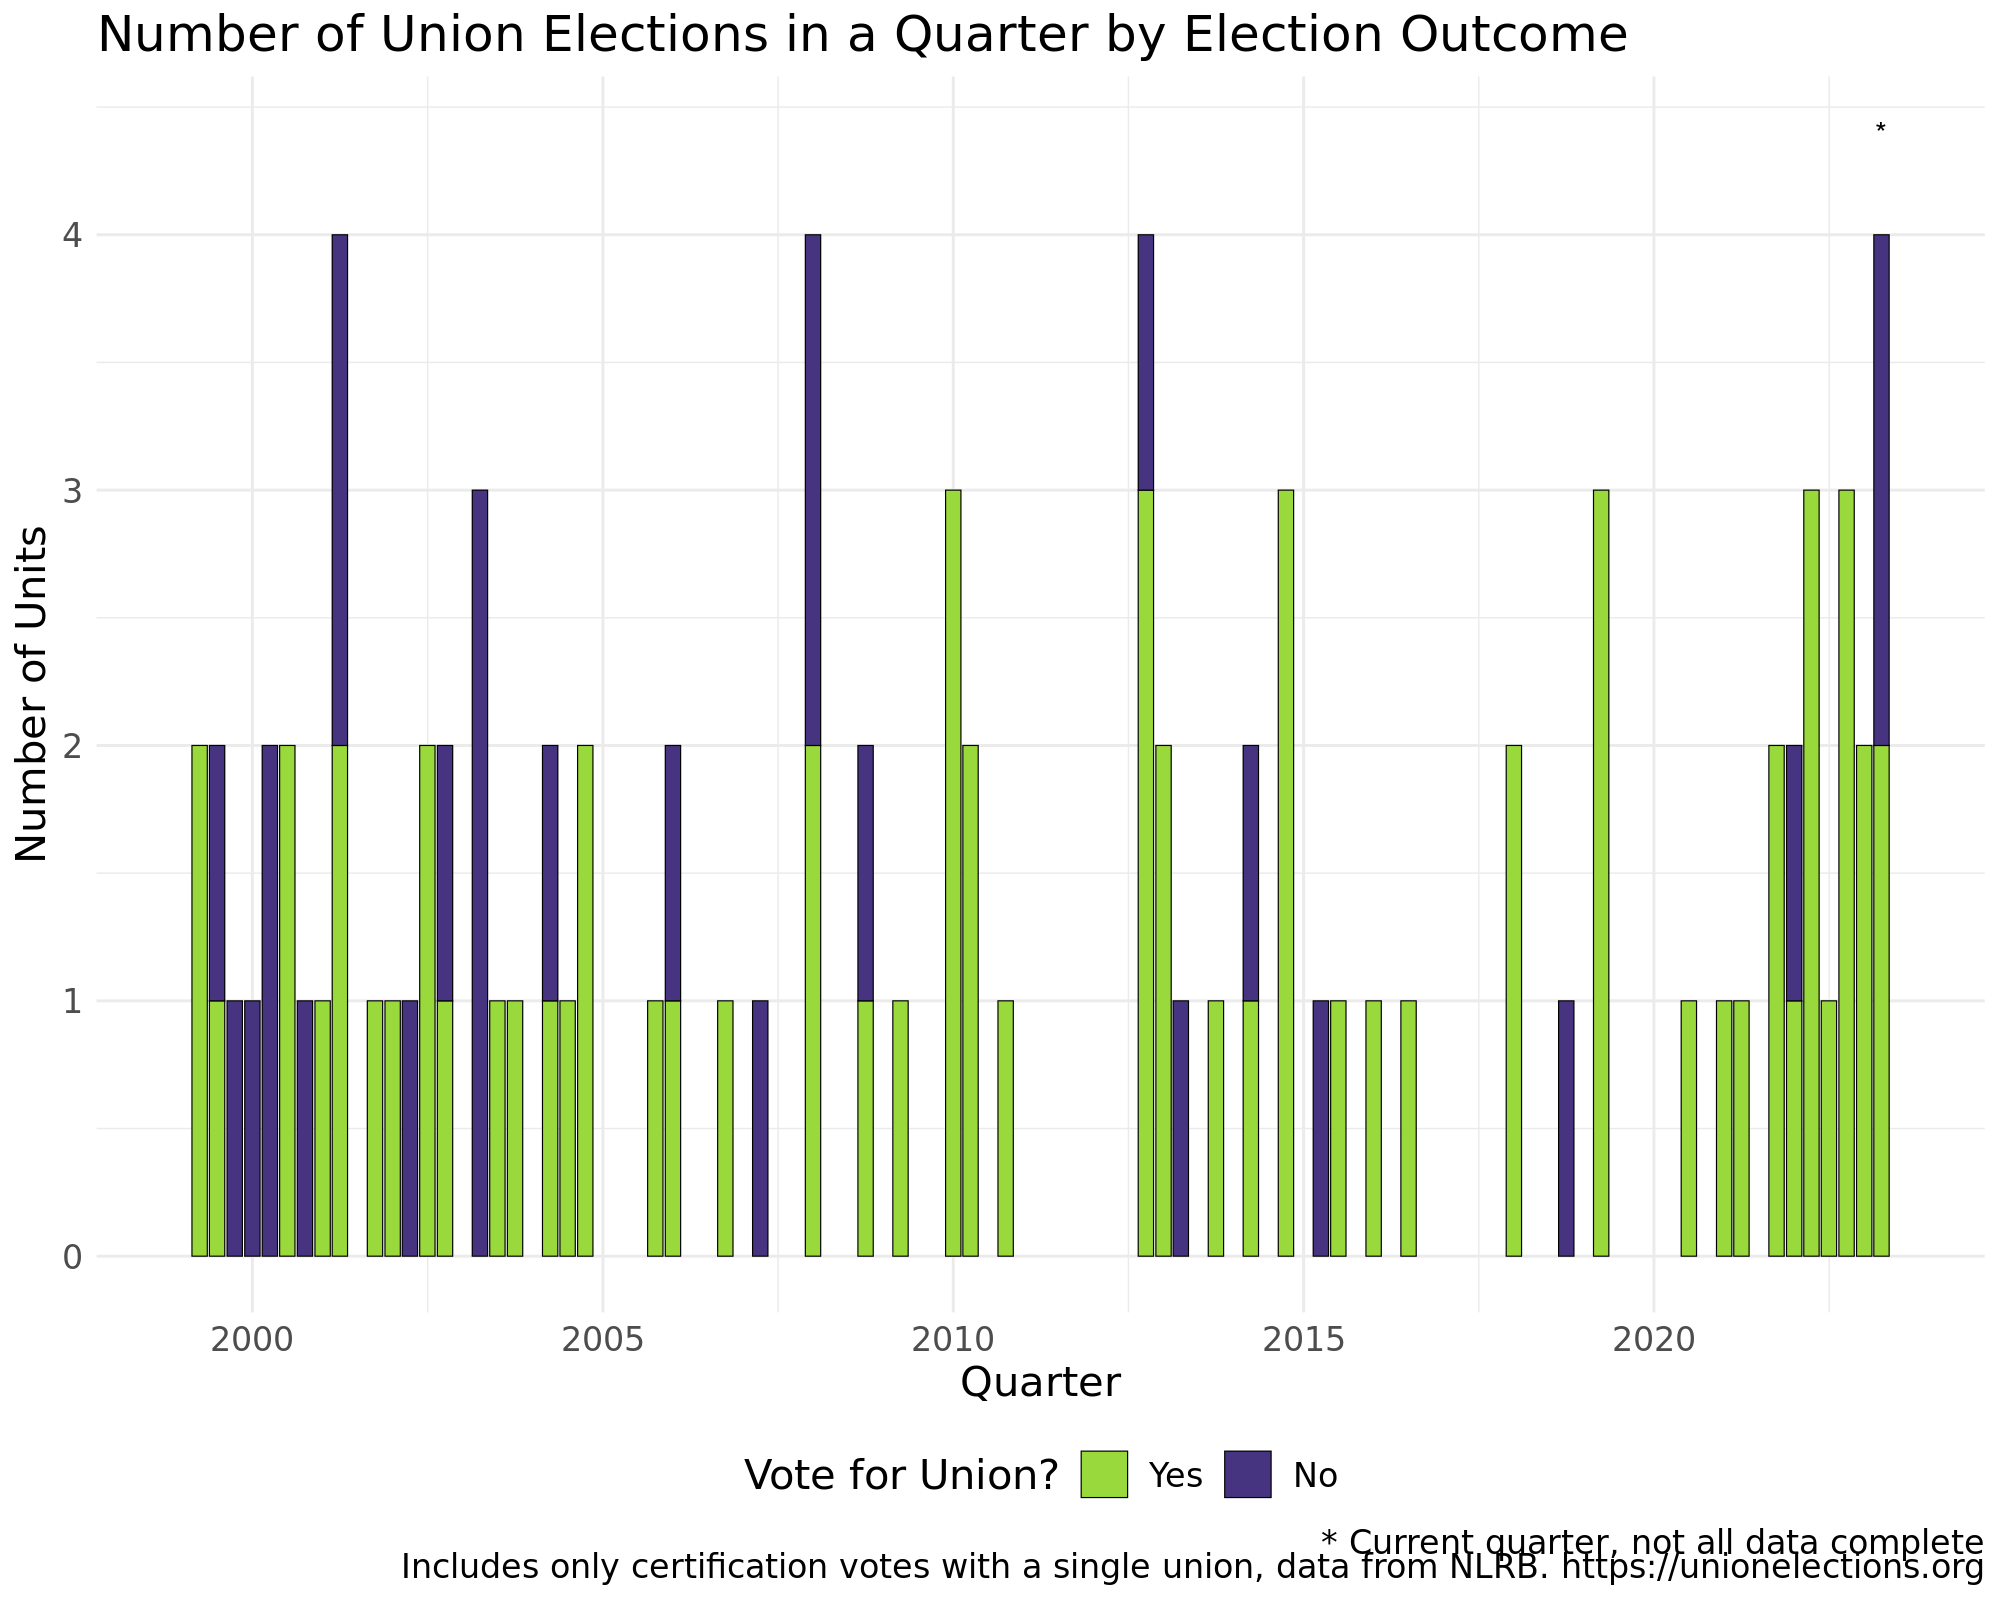 Number of Union Elections in a Quarter by Election Outcome
*
4
3
2
1
0
Number of Units
2000 2005 2010 2015 2020
Quarter
Vote for Union? Yes No
* Current quarter, not all data complete
Includes only certification votes with a single union, data from NLRB. https://unionelections.org